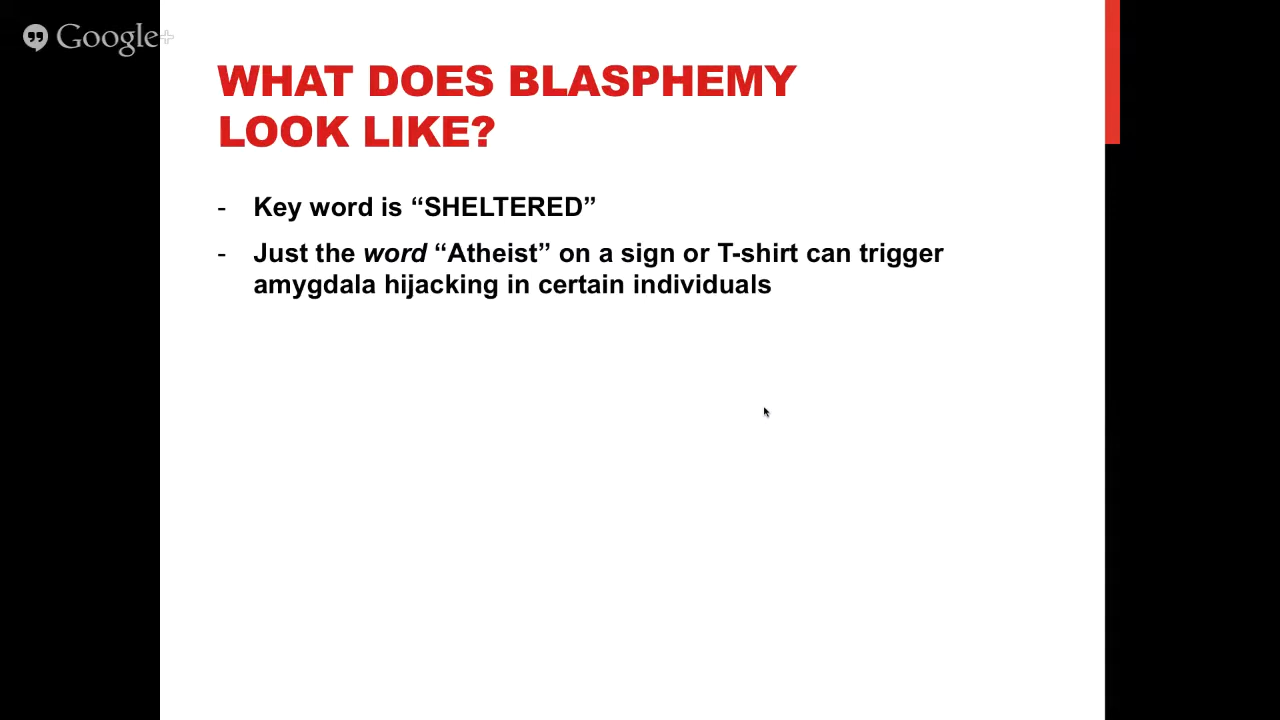 Google+
WHAT DOES BLASPHEMY
LOOK LIKE?
- Key word is “SHELTERED”
- Just the word “Atheist” on a sign or T-shirt can trigger
amygdala hijacking in certain individuals